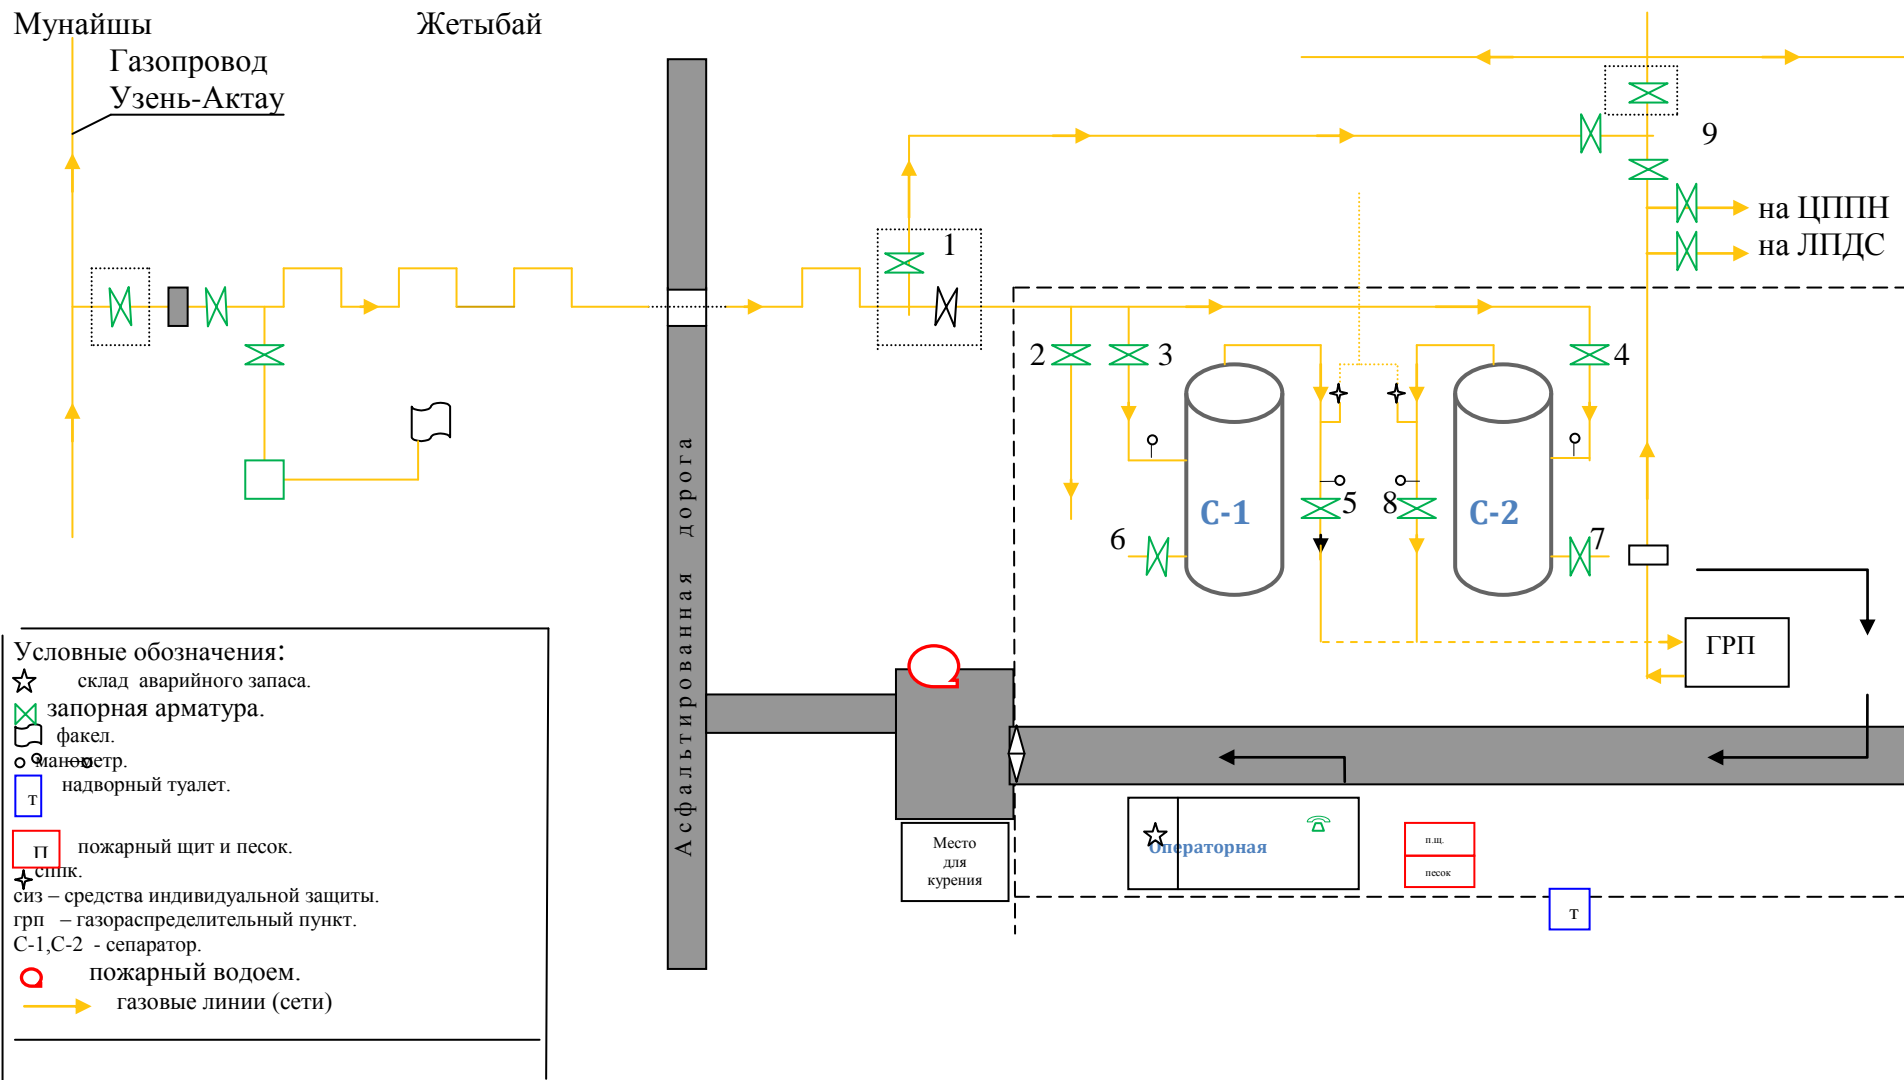 Мунайшы
Жетыбай
Газопровод
Узень-Актау
9
на ЦППН
на ЛПДС
1
2
3
4
5
8
6
7
С-1
С-2
ГРП
Асфальтированная дорога
Место
для
курения
Операторная
п.щ.
песок
т
Условные обозначения:
склад аварийного запаса.
запорная арматура.
факел.
манометр.
надворный туалет.
т
П
пожарный щит и песок.
сппк.
сиз – средства индивидуальной защиты.
грп – газораспределительный пункт.
С-1,С-2 - сепаратор.
пожарный водоем.
газовые линии (сети)